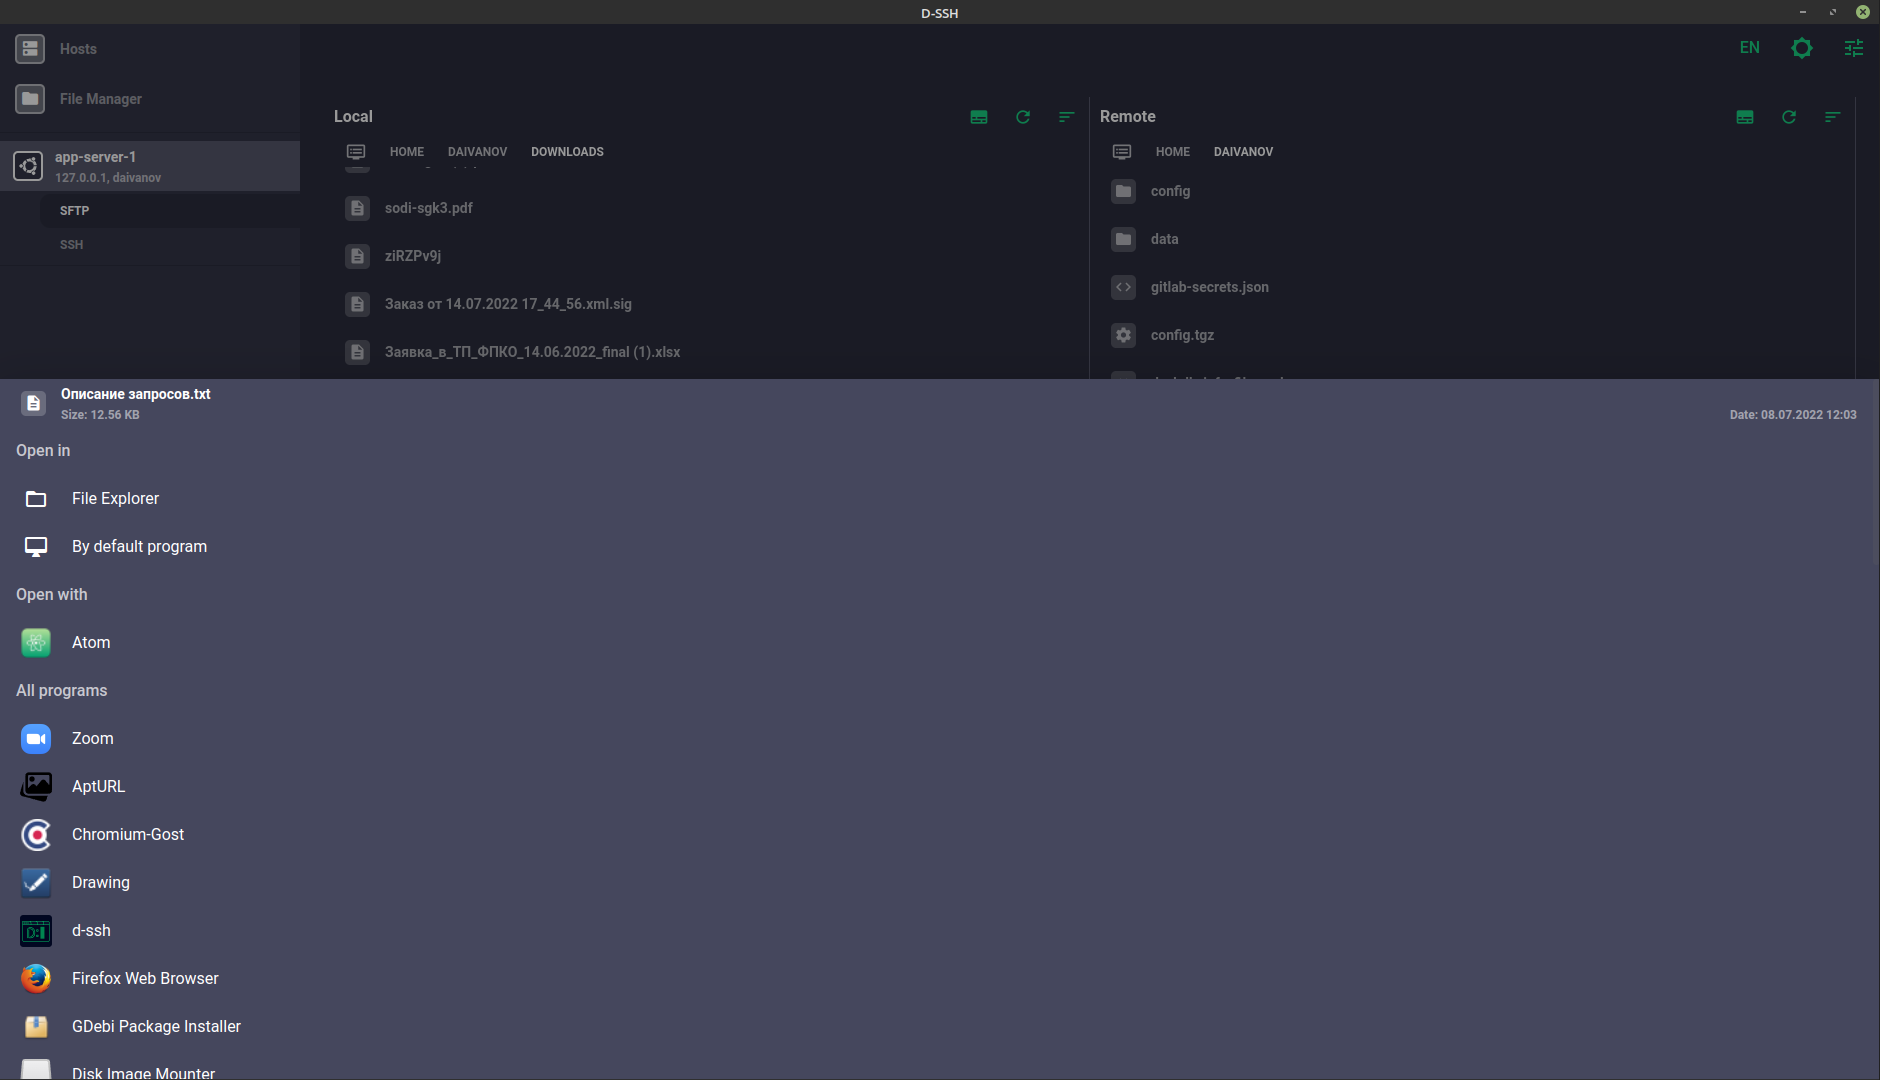 D-SSH
Hosts
File Manager
app-server-1
127.0.0.1, daivanov
SFTP
SSH
EN
Local
HOME DAIVANOV DOWNLOADS
sodi-sgk3.pdf
ziRZPv9j
Заказ от 14.07.2022 17_44_56.xml.sig
Заявка_в_ТП_ФПКО_14.06.2022_final (1).xlsx
Remote
HOME DAIVANOV
config
data
gitlab-secrets.json
config.tgz
Описание запросов.txt
Size: 12.56 KB
Date: 08.07.2022 12:03
Open in
File Explorer
By default program
Open with
Atom
All programs
Zoom
AptURL
Chromium-Gost
Drawing
d-ssh
Firefox Web Browser
GDebi Package Installer
Disk Image Mounter